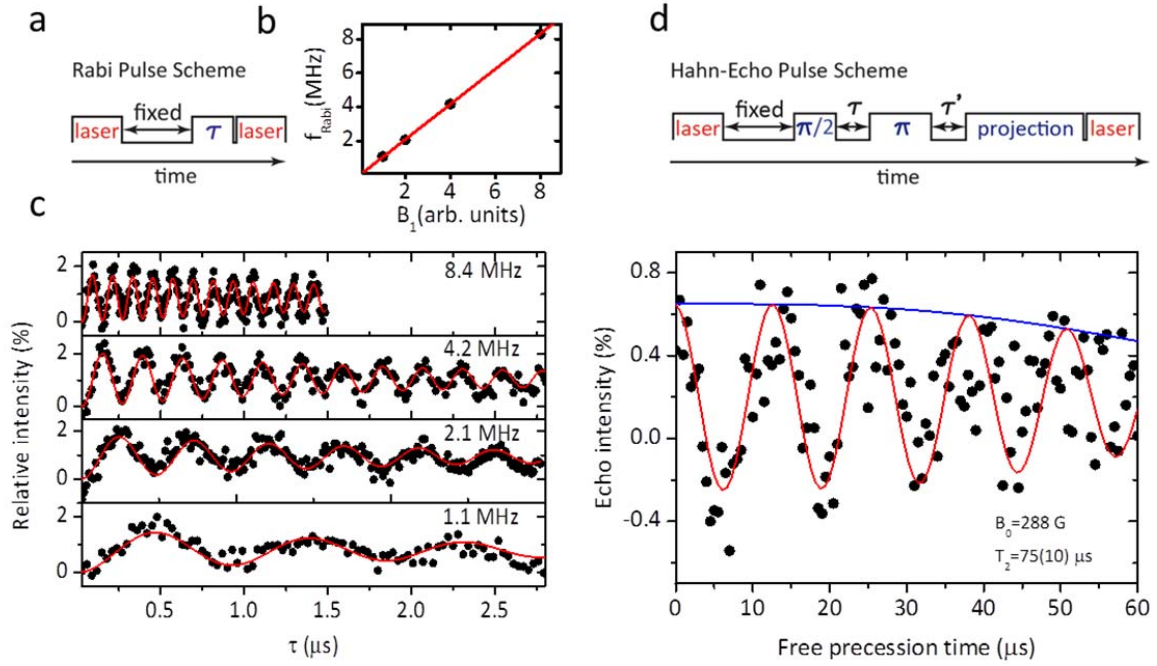 a
Rabi Pulse Scheme
laser
fixed
τ
laser
time
b
f_Rabi(MHz)
8
6
4
2
2 4 6 8
B_1(arb. units)
c
Relative intensity (%)
2
0
8.4 MHz
2
0
4.2 MHz
2
0
2.1 MHz
2
0
1.1 MHz
0.5 1.0 1.5 2.0 2.5
τ (μs)
d
Hahn-Echo Pulse Scheme
laser
fixed
π/2
τ
π
τ'
projection
laser
time
Echo intensity (%)
0.8
0.4
0.0
-0.4
B_0=288 G
T_2=75(10) μs
0 10 20 30 40 50 60
Free precession time (μs)